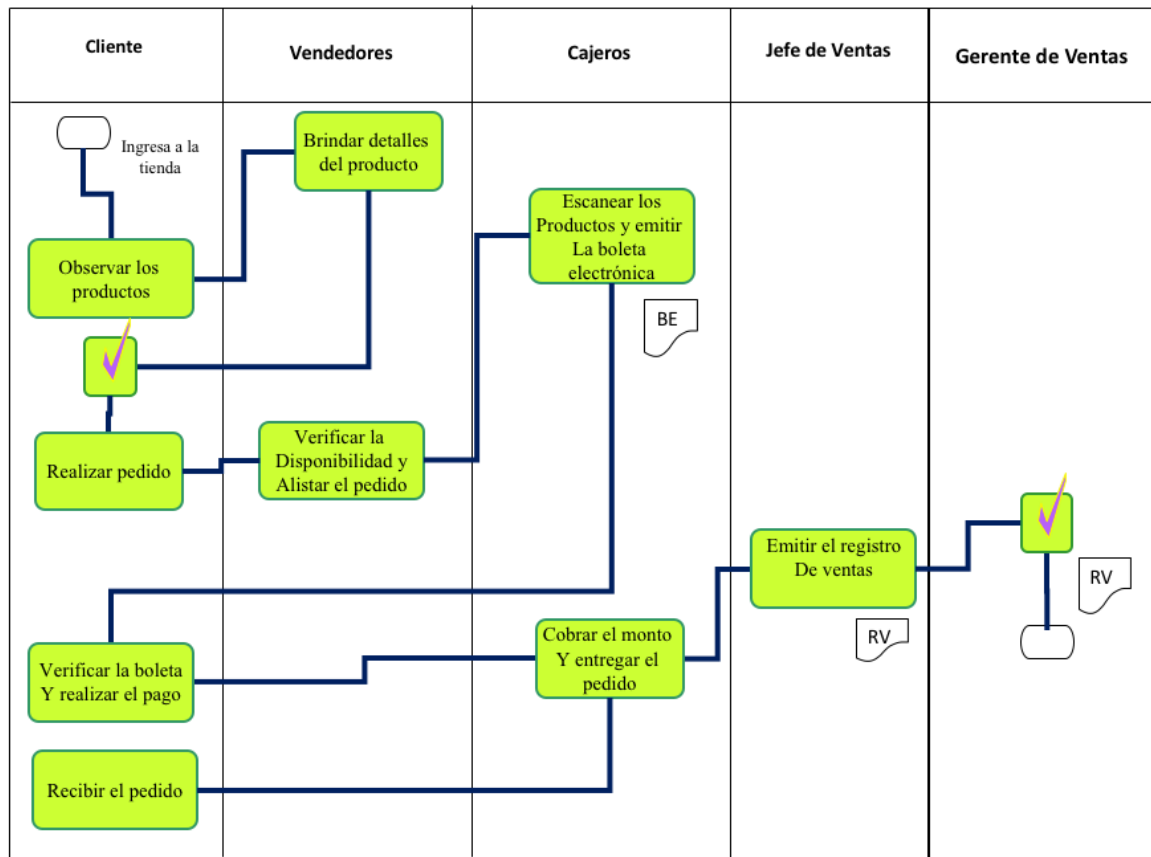 Cliente
Vendedores
Cajeros
Jefe de Ventas
Gerente de Ventas
Ingresa a la
tienda
Brindar detalles
del producto
Escanear los
Productos y emitir
La boleta
electrónica
BE
Observar los
productos
Realizar pedido
Verificar la
Disponibilidad y
Alistar el pedido
Emitir el registro
De ventas
RV
RV
Cobrar el monto
Y entregar el
pedido
Verificar la boleta
Y realizar el pago
Recibir el pedido